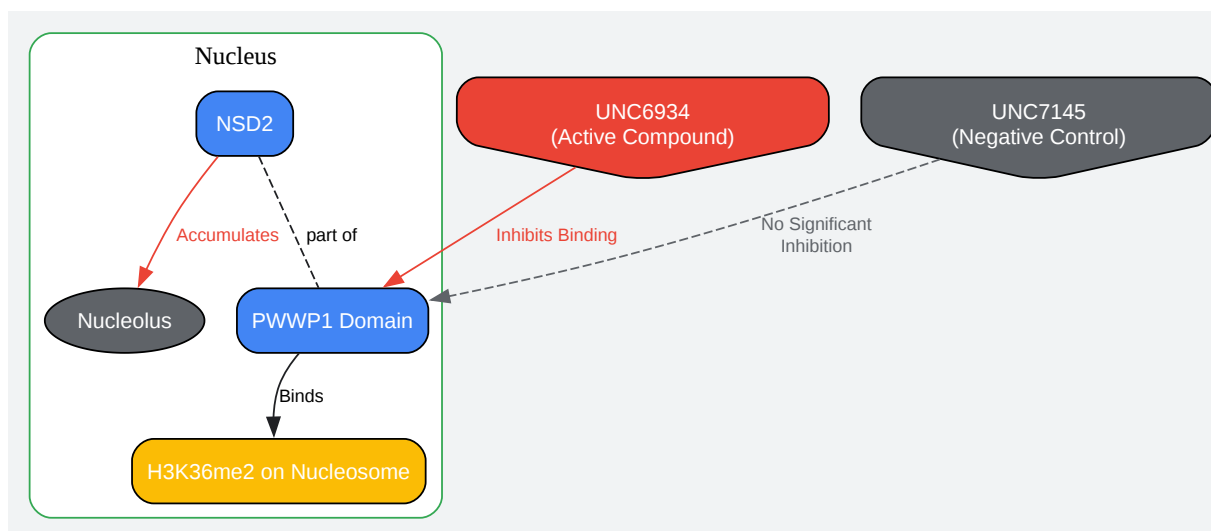 Nucleus
NSD2
UNC6934
(Active Compound)
UNC7145
(Negative Control)
Accumulates
part of
Inhibits Binding
No Significant
Inhibition
Nucleolus
PWWP1 Domain
Binds
H3K36me2 on Nucleosome